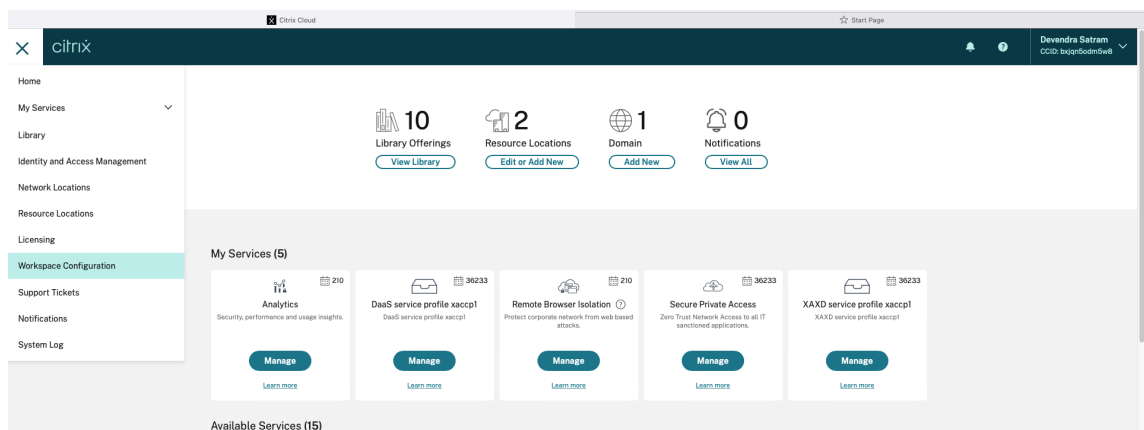 Citrix Cloud
Start Page
citrix
Devendra Satram
CCID: bxjqn5odm5w8
Home
My Services
Library
Identity and Access Management
Network Locations
Resource Locations
Licensing
Workspace Configuration
Support Tickets
Notifications
System Log
10
Library Offerings
View Library
2
Resource Locations
Edit or Add New
1
Domain
Add New
0
Notifications
View All
My Services (5)
210
Analytics
Security, performance and usage insights.
Manage
Learn more
36233
DaaS service profile xaccp1
DaaS service profile xaccp1
Manage
Learn more
210
Remote Browser Isolation
Protect corporate network from web based
attacks.
Manage
Learn more
36233
Secure Private Access
Zero Trust Network Access to all IT
sanctioned applications.
Manage
Learn more
36233
XAXD service profile xaccp1
XAXD service profile xaccp1
Manage
Learn more
Available Services (15)